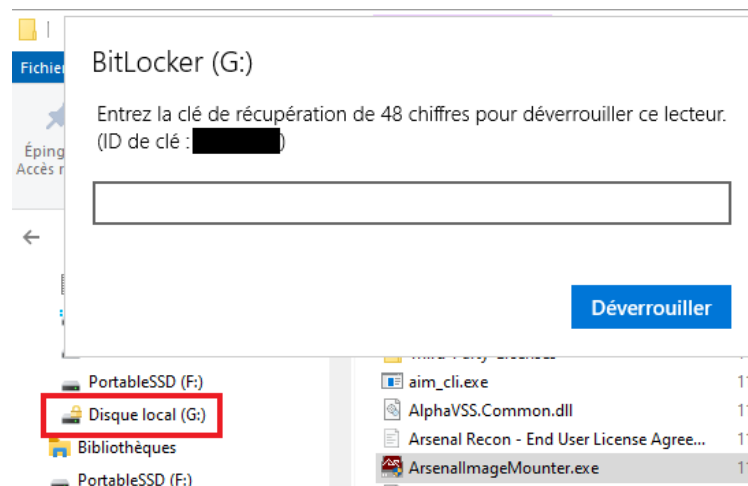 BitLocker (G:)
Entrez la clé de récupération de 48 chiffres pour déverrouiller ce lecteur.
(ID de clé : )
Déverrouiller
Fichie
Éping
Accès r
PortableSSD (F:)
Disque local (G:)
Bibliothèques
PortableSSD (F:)
aim_cli.exe
AlphaVSS.Common.dll
Arsenal Recon - End User License Agree...
ArsenalImageMounter.exe